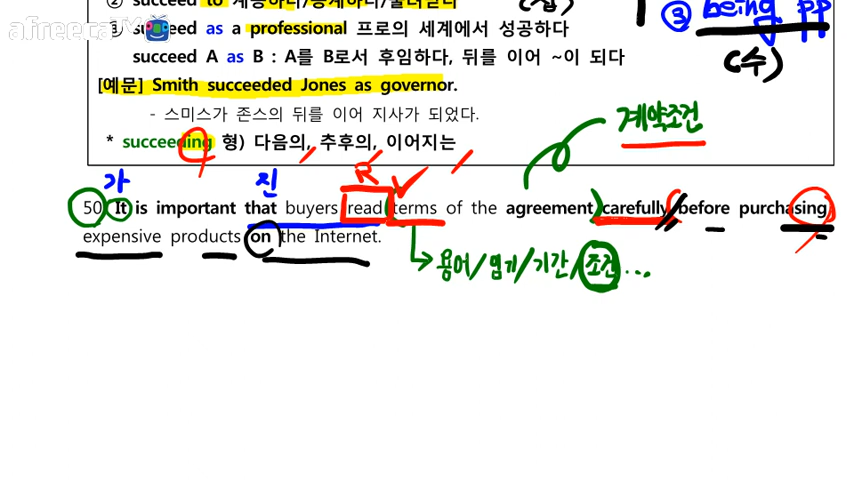 ② succeed to 계승하다/승계하다/물려받다
(십)
③ being pp
(수)
afreecaTV
③ succeed as a professional 프로의 세계에서 성공하다
succeed A as B : A를 B로서 후임하다, 뒤를 이어 ~이 되다
[예문] Smith succeeded Jones as governor.
- 스미스가 존스의 뒤를 이어 지사가 되었다.
계약조건
* succeeding 형) 다음의, 추후의, 이어지는
가 진 R
50 It is important that buyers read terms of the agreement carefully before purchasing
expensive products on the Internet.
용어/임기/기간/조건...